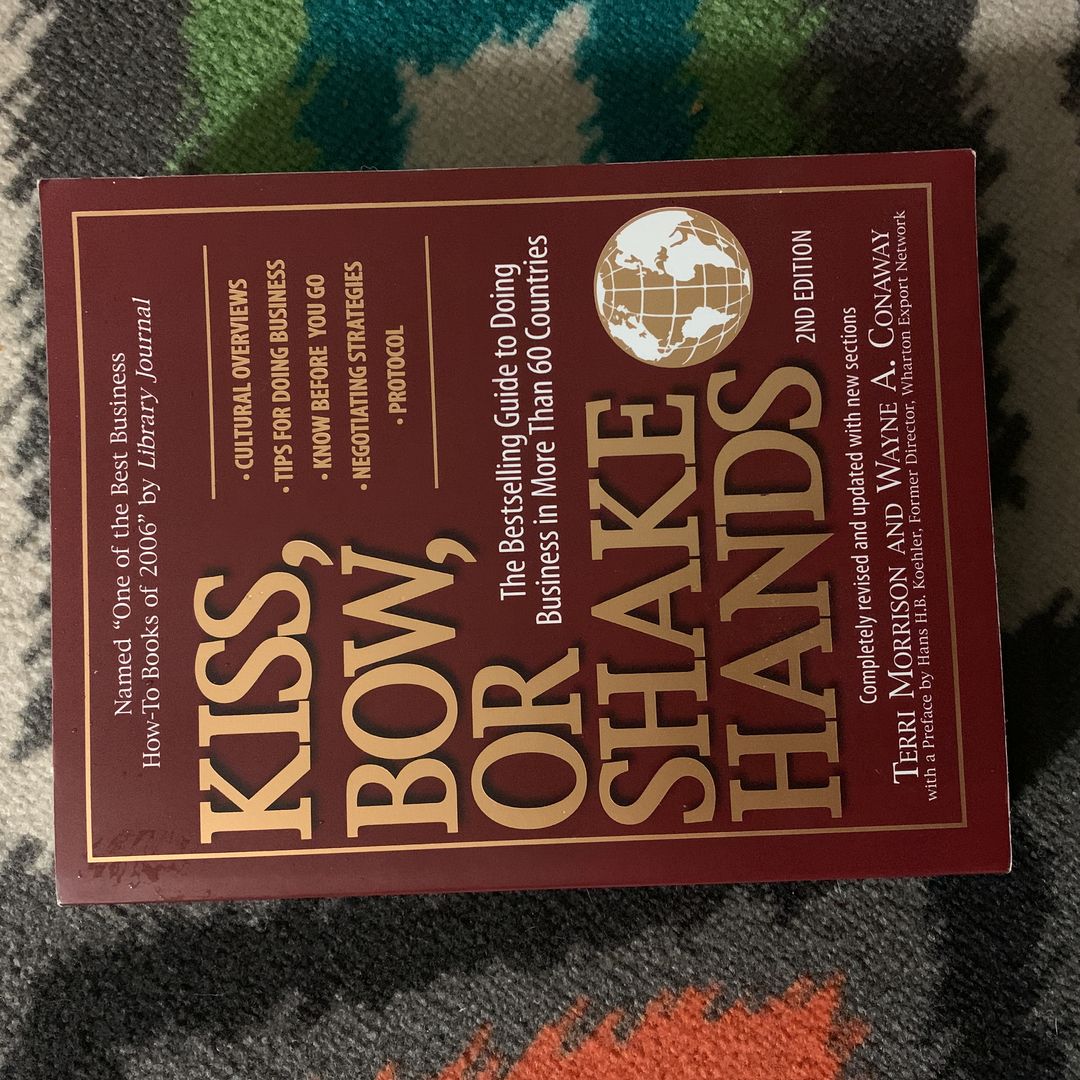 Named “One of the Best Business
How-To Books of 2006” by Library Journal
KISS,
BOW,
OR
SHAKE
HANDS
• CULTURAL OVERVIEWS
• TIPS FOR DOING BUSINESS
• KNOW BEFORE YOU GO
• NEGOTIATING STRATEGIES
• PROTOCOL
The Bestselling Guide to Doing
Business in More Than 60 Countries
2ND EDITION
Completely revised and updated with new sections
TERRI MORRISON AND WAYNE A. CONAWAY
with a Preface by Hans H.B. Koehler, Former Director, Wharton Export Network